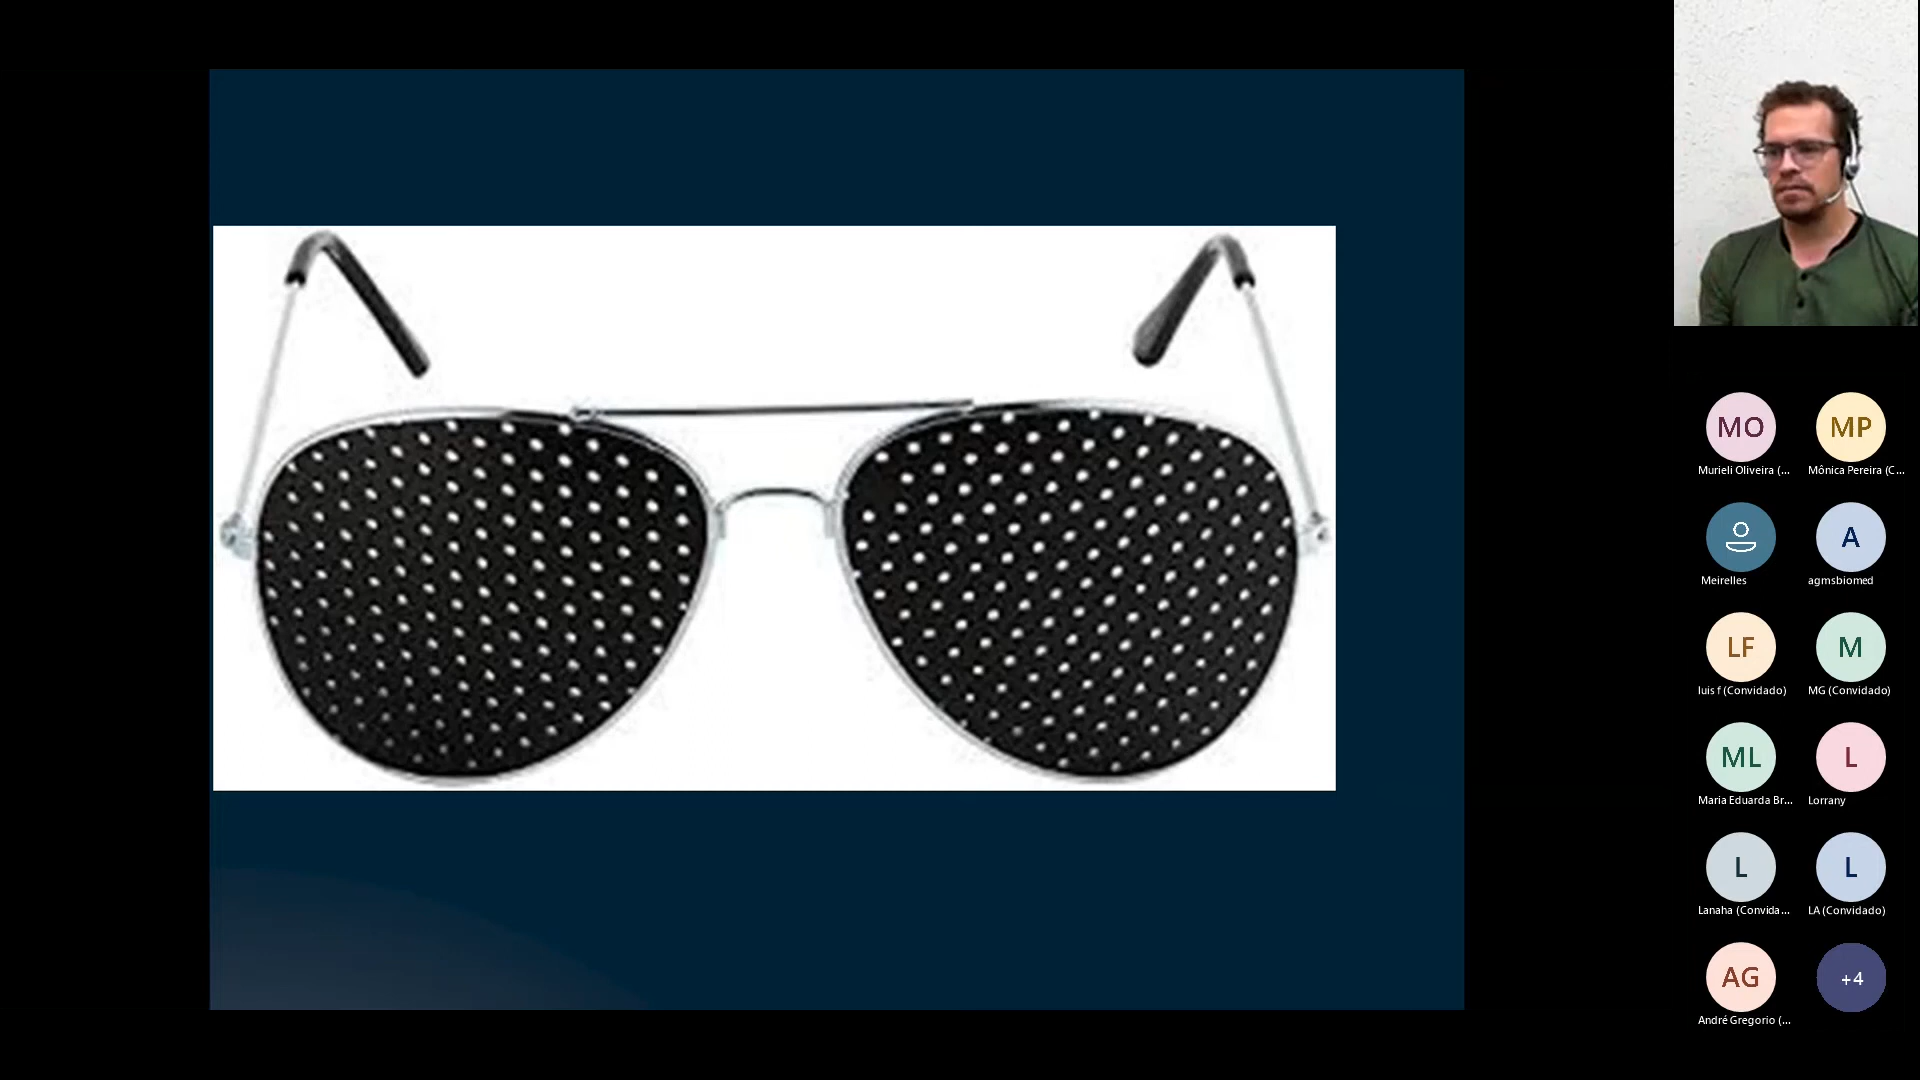 MO
MP
Murieli Oliveira (...
Mônica Pereira (C...
A
Meirelles
agmsbiomed
LF
M
luis f (Convidado)
MG (Convidado)
ML
L
Maria Eduarda Br...
Lorrany
L
L
Lanaha (Convida...
LA (Convidado)
AG
+4
André Gregorio (...